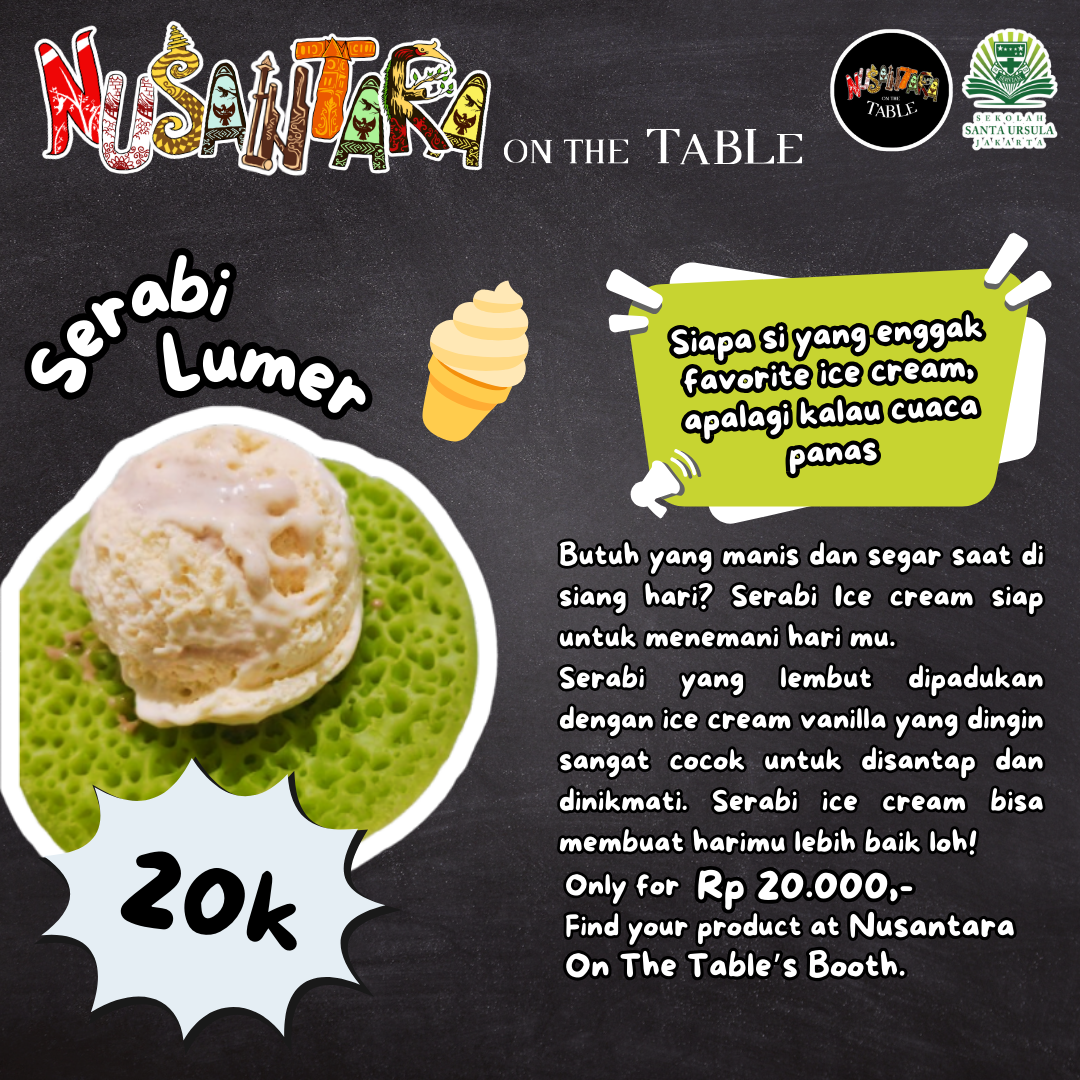 NUSANTARA ON THE TABLE
NUSANTARA
ON THE
TABLE
SERVIAM
SEKOLAH
SANTA URSULA
JAKARTA
Serabi
Lumer
Siapa si yang enggak
favorite ice cream,
apalagi kalau cuaca
panas
Butuh yang manis dan segar saat di
siang hari? Serabi Ice cream siap
untuk menemani hari mu.
Serabi yang lembut dipadukan
dengan ice cream vanilla yang dingin
sangat cocok untuk disantap dan
dinikmati. Serabi ice cream bisa
membuat harimu lebih baik loh!
Only for Rp 20.000,-
Find your product at Nusantara
On The Table's Booth.
20k